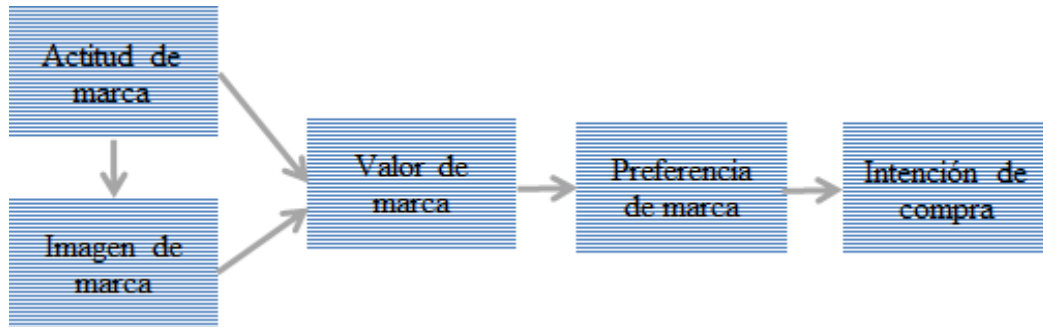 Actitud de
marca
Imagen de
marca
Valor de
marca
Preferencia
de marca
Intención de
compra